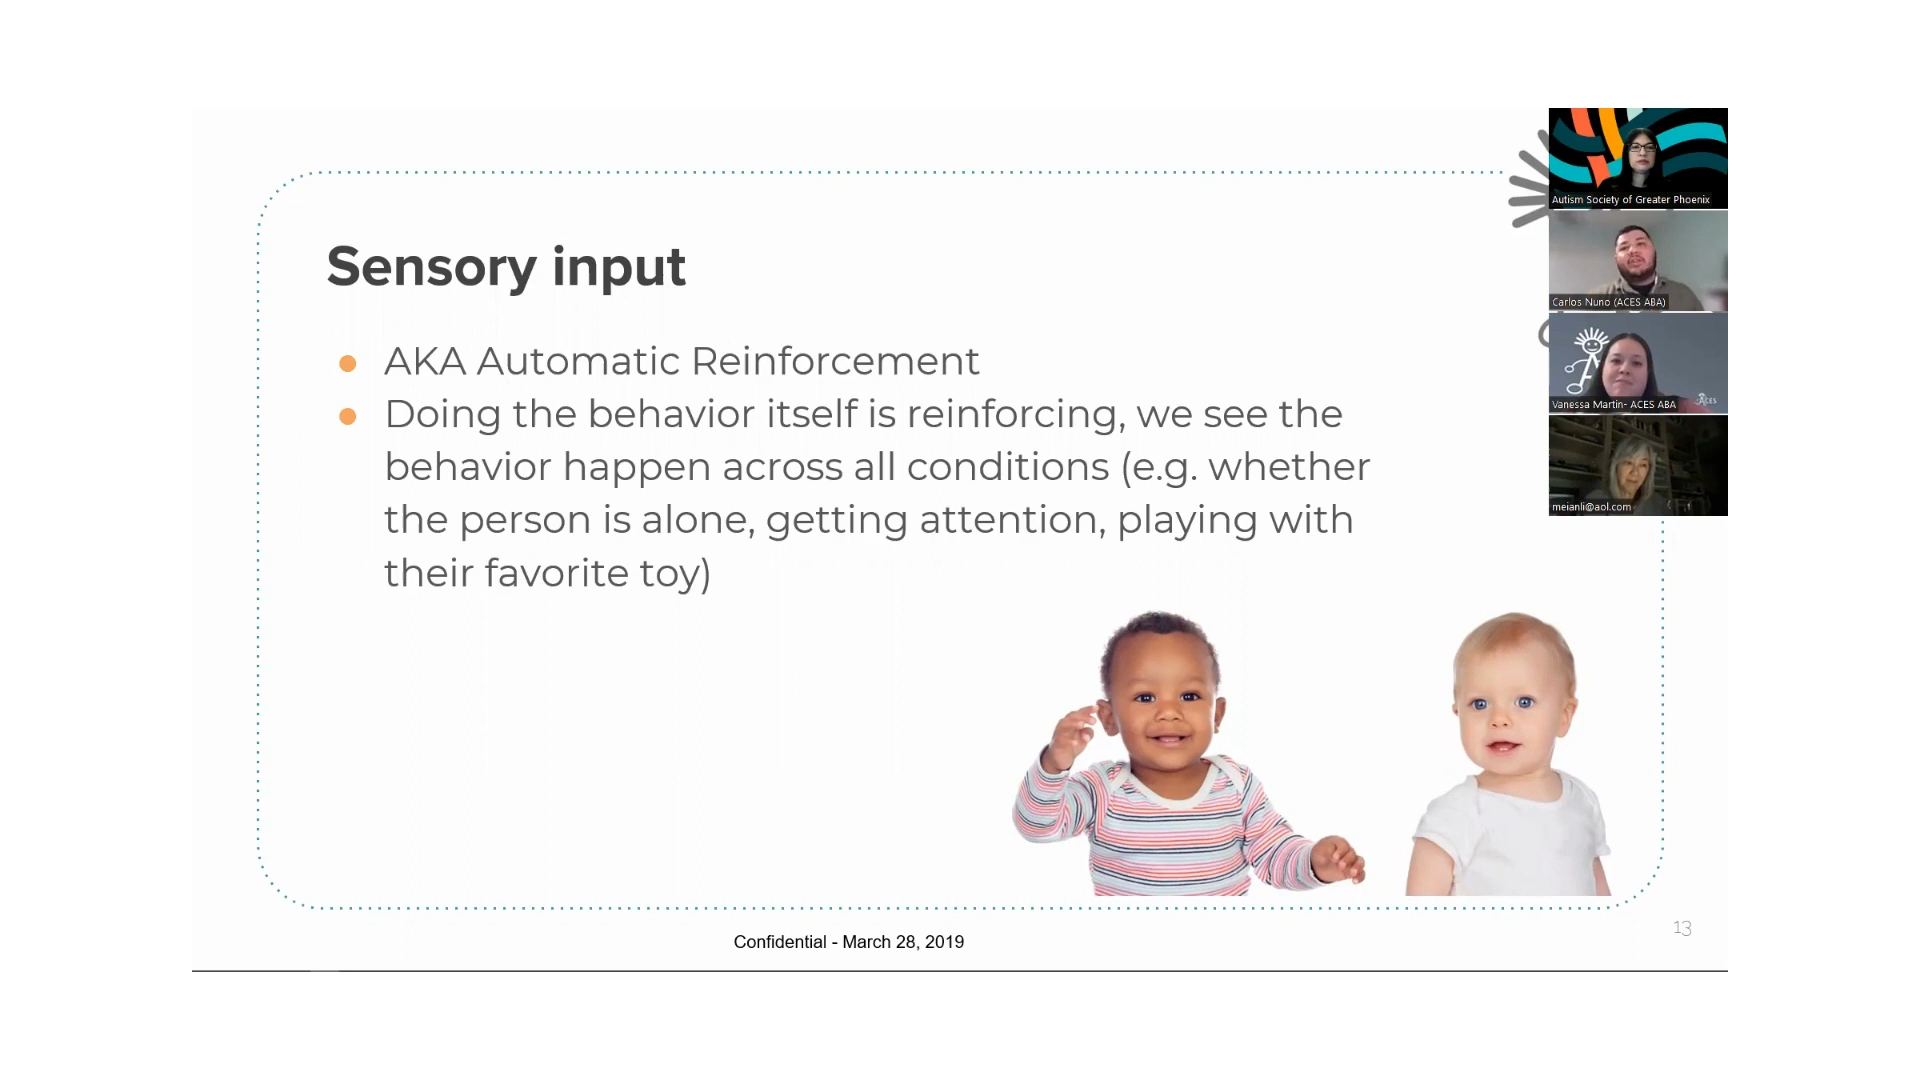 Sensory input
AKA Automatic Reinforcement
Doing the behavior itself is reinforcing, we see the
behavior happen across all conditions (e.g. whether
the person is alone, getting attention, playing with
their favorite toy)
Autism Society of Greater Phoenix
Carlos Nuno (ACES ABA)
Vanessa Martin- ACES ABA
ACES
meianli@aol.com
13
Confidential - March 28, 2019